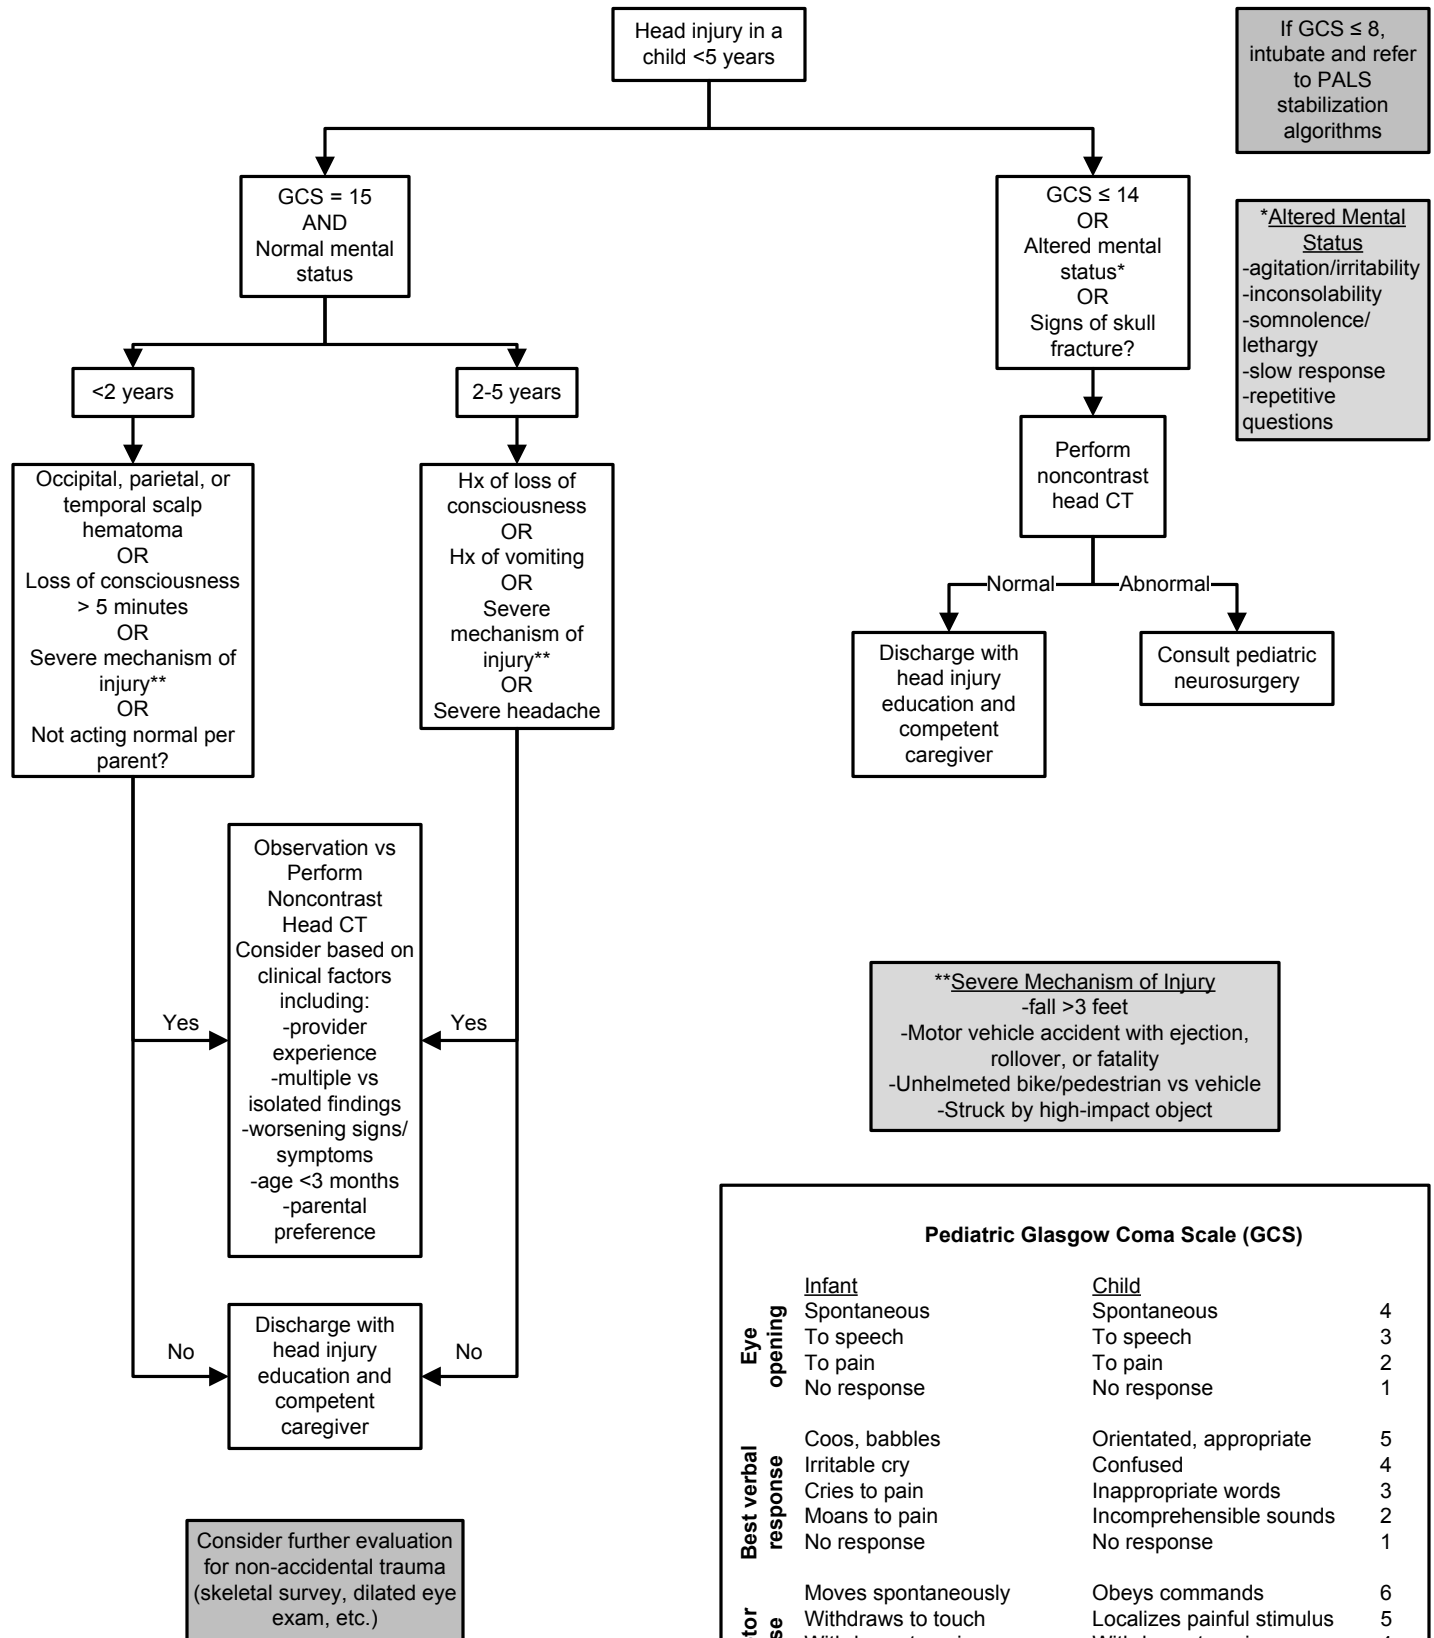 Head injury in a
child <5 years
If GCS ≤ 8,
intubate and refer
to PALS
stabilization
algorithms
GCS = 15
AND
Normal mental
status
GCS ≤ 14
OR
Altered mental
status*
OR
Signs of skull
fracture?
*Altered Mental
Status
-agitation/irritability
-inconsolability
-somnolence/
lethargy
-slow response
-repetitive
questions
<2 years
2-5 years
Perform
noncontrast
head CT
Occipital, parietal, or
temporal scalp
hematoma
OR
Loss of consciousness
> 5 minutes
OR
Severe mechanism of
injury**
OR
Not acting normal per
parent?
Hx of loss of
consciousness
OR
Hx of vomiting
OR
Severe
mechanism of
injury**
OR
Severe headache
Normal
Abnormal
Discharge with
head injury
education and
competent
caregiver
Consult pediatric
neurosurgery
Observation vs
Perform
Noncontrast
Head CT
Consider based on
clinical factors
including:
-provider
experience
-multiple vs
isolated findings
-worsening signs/
symptoms
-age <3 months
-parental
preference
Yes
Yes
**Severe Mechanism of Injury
-fall >3 feet
-Motor vehicle accident with ejection,
rollover, or fatality
-Unhelmeted bike/pedestrian vs vehicle
-Struck by high-impact object
No
No
Discharge with
head injury
education and
competent
caregiver
Consider further evaluation
for non-accidental trauma
(skeletal survey, dilated eye
exam, etc.)
Pediatric Glasgow Coma Scale (GCS)
Infant Child
Eye
opening
Spontaneous Spontaneous 4
To speech To speech 3
To pain To pain 2
No response No response 1
Best verbal
response
Coos, babbles Orientated, appropriate 5
Irritable cry Confused 4
Cries to pain Inappropriate words 3
Moans to pain Incomprehensible sounds 2
No response No response 1
Moves spontaneously Obeys commands 6
Withdraws to touch Localizes painful stimulus 5